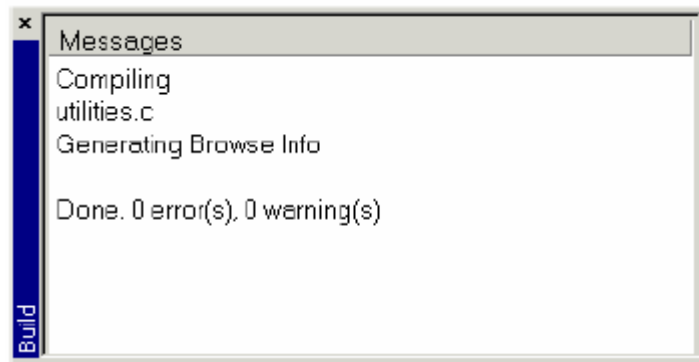 Messages
Compiling
utilities.c
Generating Browse Info
Done. 0 error(s), 0 warning(s)
Build